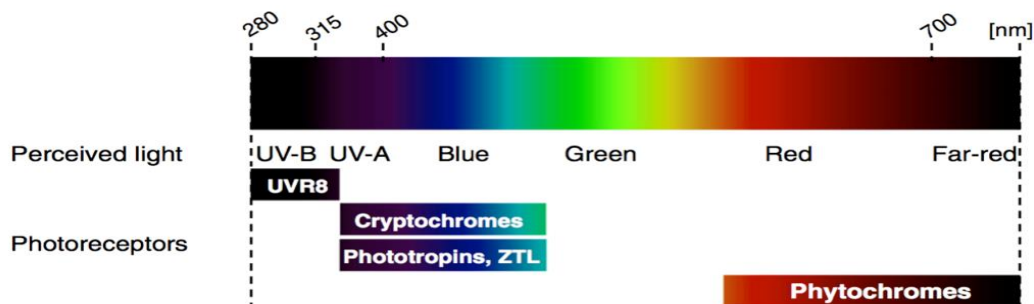 280 315 400 700 [nm]
Perceived light UV-B UV-A Blue Green Red Far-red
UVR8
Cryptochromes
Photoreceptors
Phototropins, ZTL
Phytochromes